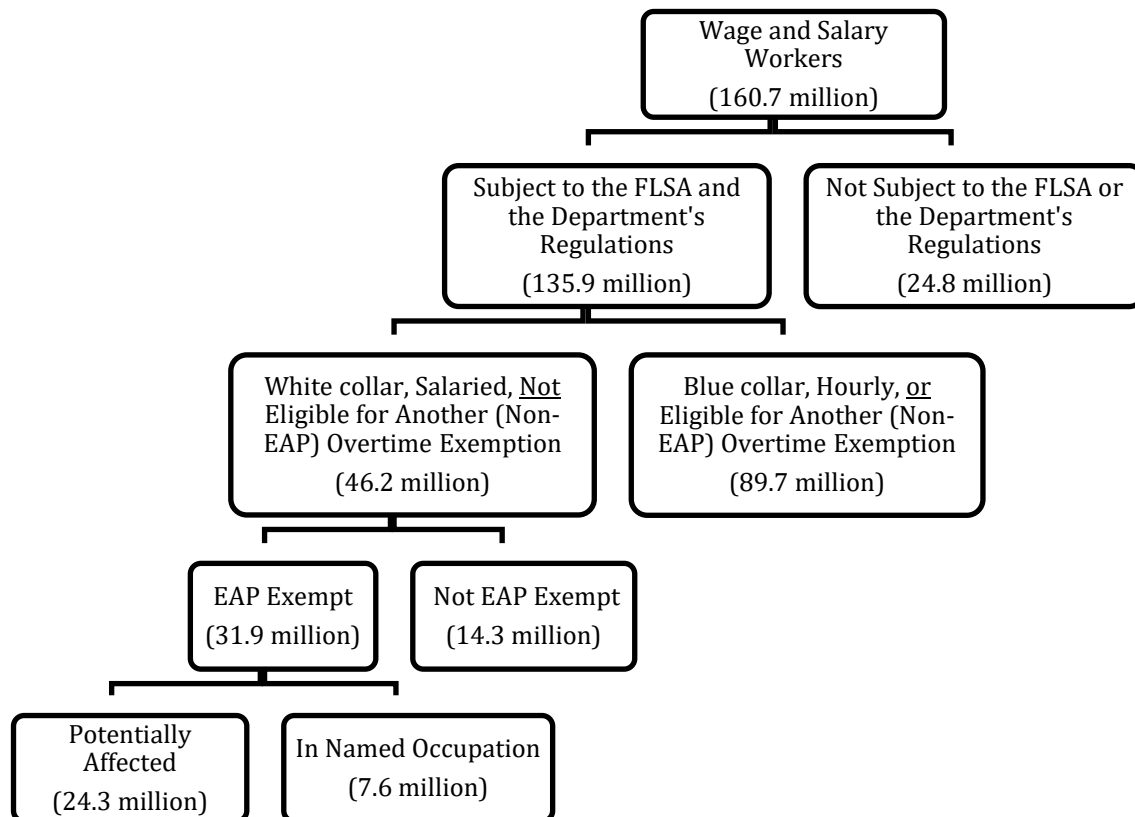 Wage and Salary
Workers
(160.7 million)
Subject to the FLSA and
the Department's
Regulations
(135.9 million)
Not Subject to the FLSA or
the Department's
Regulations
(24.8 million)
White collar, Salaried, Not
Eligible for Another (Non-
EAP) Overtime Exemption
(46.2 million)
Blue collar, Hourly, or
Eligible for Another (Non-
EAP) Overtime Exemption
(89.7 million)
EAP Exempt
(31.9 million)
Not EAP Exempt
(14.3 million)
Potentially
Affected
(24.3 million)
In Named Occupation
(7.6 million)